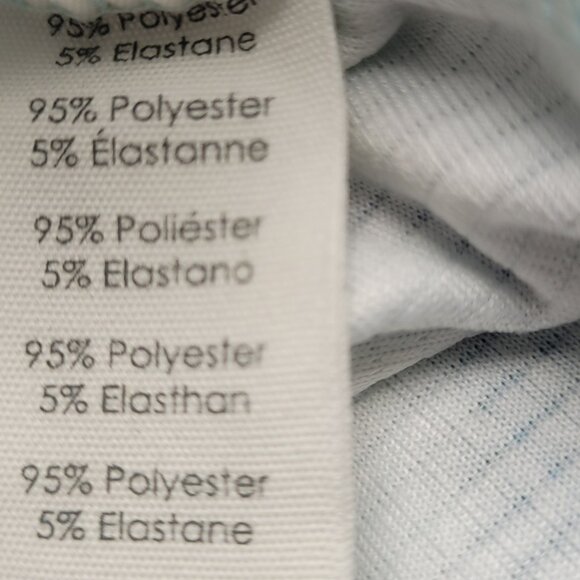 95% Polyester
5% Elastane
95% Polyester
5% Élastanne
95% Poliéster
5% Elastano
95% Polyester
5% Elasthan
95% Polyester
5% Elastane